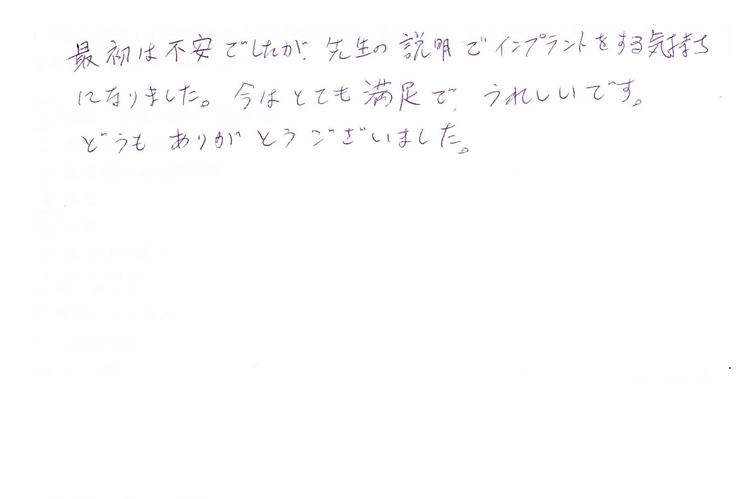 最初は不安でしたが、先生の説明でインプラントをする気持ち
になりました。今はとても満足で、うれしいです。
どうもありがとうございました。